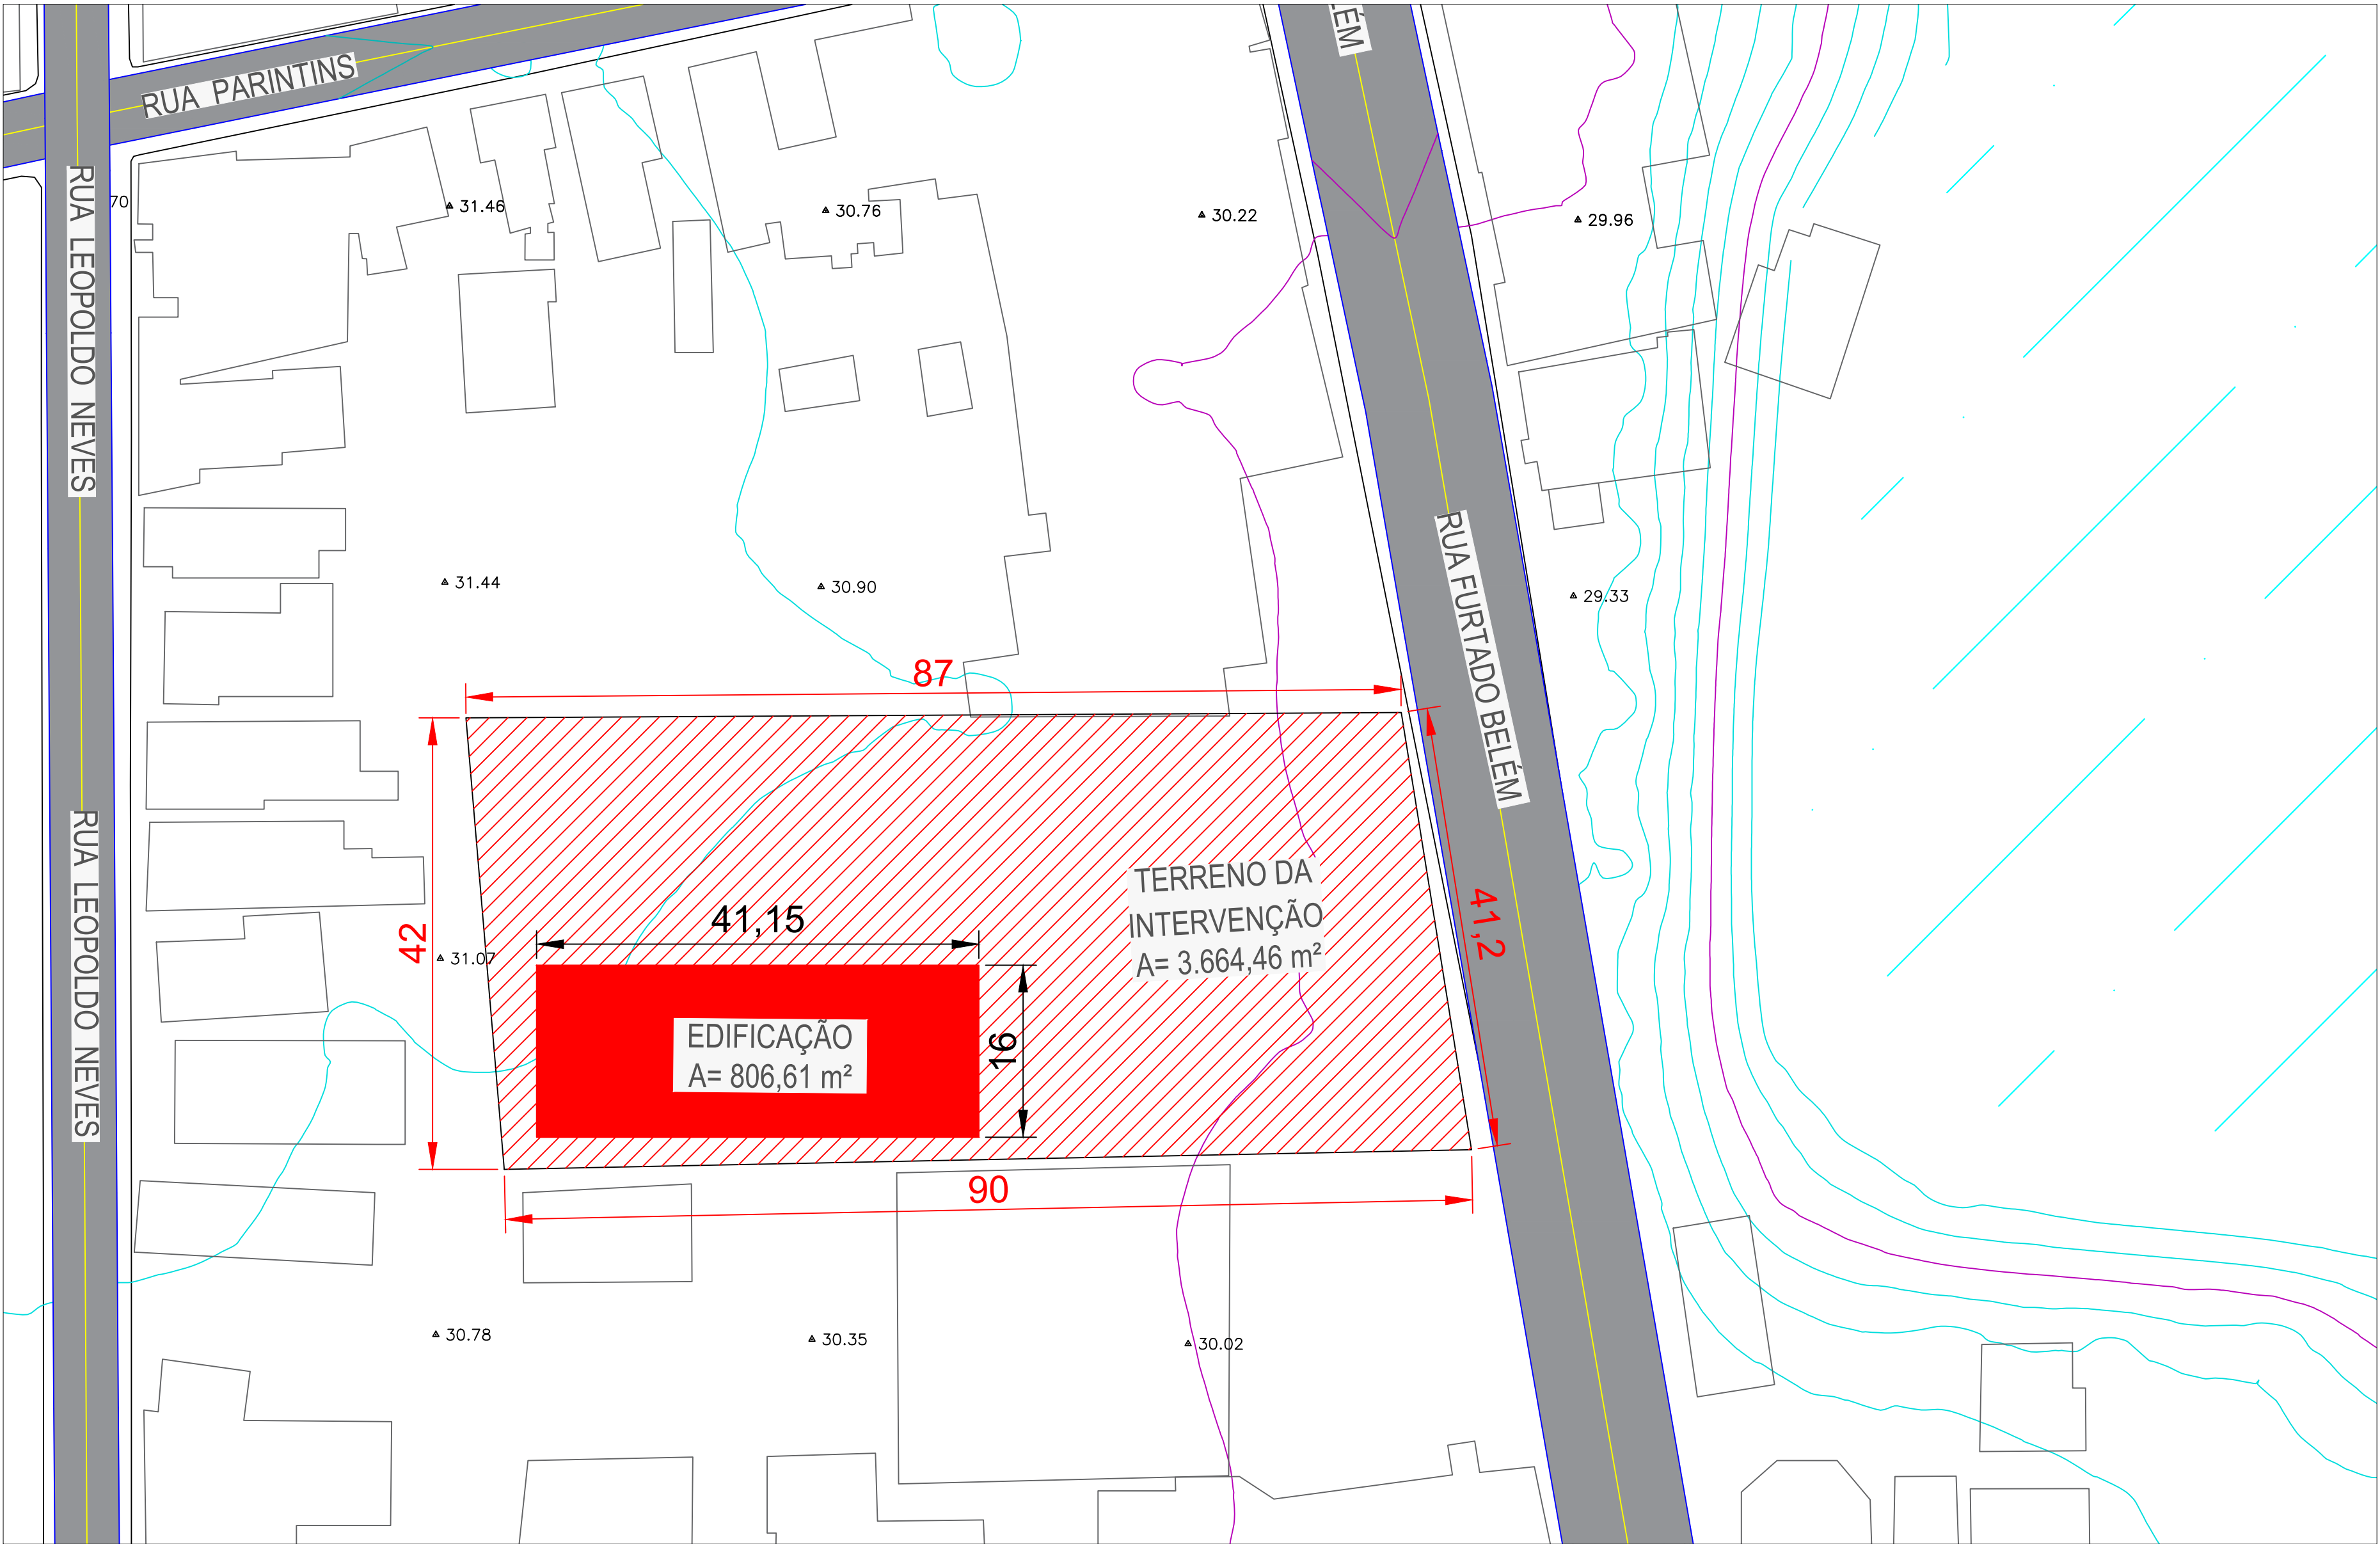 LÉM
RUA PARINTINS
RUA LEOPOLDO NEVES
70
31.46
30.76
30.22
29.96
31.44
30.90
29.33
RUA FURTADO BELÉM
87
42
41,2
TERRENO DA
INTERVENÇÃO
A= 3.664,46 m²
41,15
31.07
16
EDIFICAÇÃO
A= 806,61 m²
RUA LEOPOLDO NEVES
90
30.78
30.35
30.02